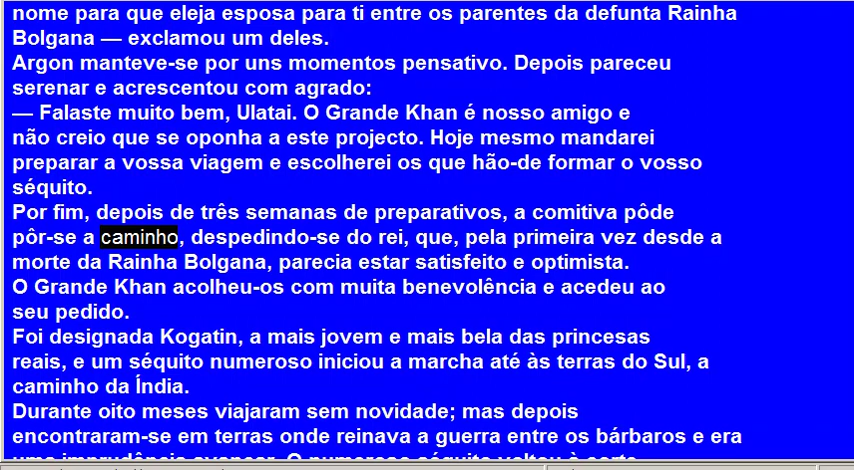 nome para que eleja esposa para ti entre os parentes da defunta Rainha
Bolgana — exclamou um deles.
Argon manteve-se por uns momentos pensativo. Depois pareceu
serenar e acrescentou com agrado:
— Falaste muito bem, Ulatai. O Grande Khan é nosso amigo e
não creio que se oponha a este projecto. Hoje mesmo mandarei
preparar a vossa viagem e escolherei os que hão-de formar o vosso
séquito.
Por fim, depois de três semanas de preparativos, a comitiva pôde
pôr-se a caminho, despedindo-se do rei, que, pela primeira vez desde a
morte da Rainha Bolgana, parecia estar satisfeito e optimista.
O Grande Khan acolheu-os com muita benevolência e acedeu ao
seu pedido.
Foi designada Kogatin, a mais jovem e mais bela das princesas
reais, e um séquito numeroso iniciou a marcha até às terras do Sul, a
caminho da Índia.
Durante oito meses viajaram sem novidade; mas depois
encontraram-se em terras onde reinava a guerra entre os bárbaros e era
uma imprudência avançar. O numeroso séquito voltou à corte